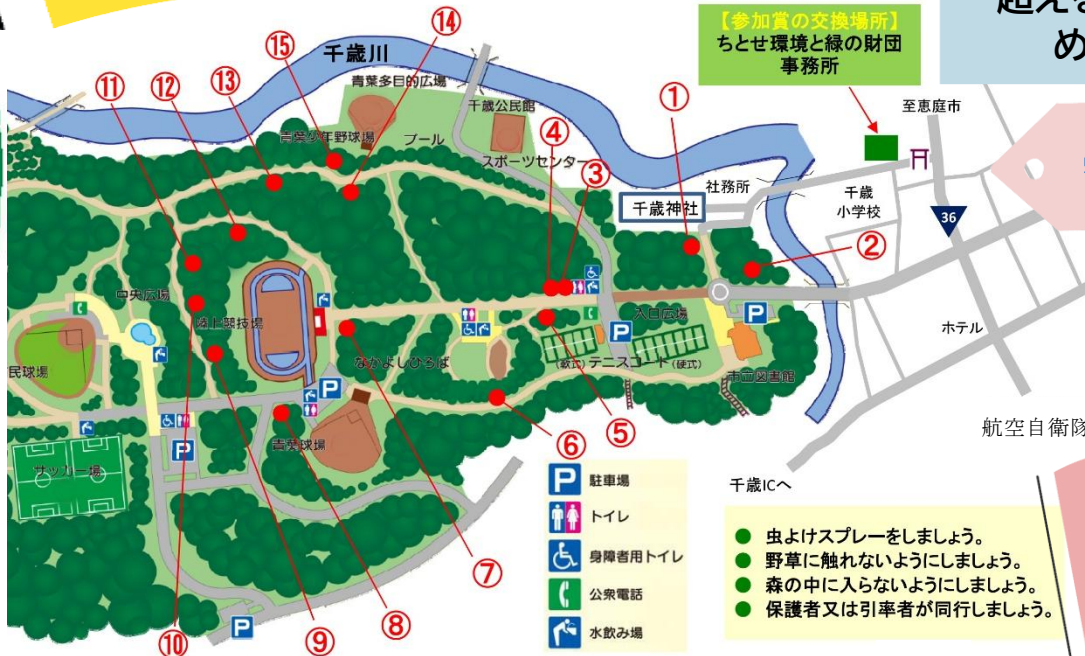 超え
め
【参加賞の交換場所】
ちとせ環境と緑の財団
事務所
千歳川
青葉多目的広場
千歳公民館
青葉少年野球場
プール
スポーツセンター
至恵庭市
社務所
千歳神社
千歳
小学校
36
①
②
③
④
⑤
⑥
⑦
⑧
⑨
⑩
⑪
⑫
⑬
⑭
⑮
中央広場
陸上競技場
入口広場
ホテル
民球場
なかよしひろば
(軟式)テニスコート(硬式)
市立図書館
青葉球場
サッカー場
航空自衛隊
千歳ICへ
P
P
P
P
P
P 駐車場
トイレ
身障者用トイレ
公衆電話
水飲み場
● 虫よけスプレーをしましょう。
● 野草に触れないようにしましょう。
● 森の中に入らないようにしましょう。
● 保護者又は引率者が同行しましょう。